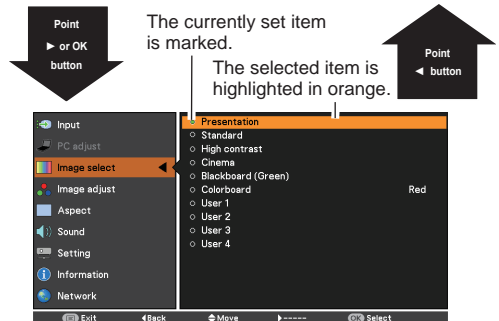 Point
► or OK
button
The currently set item
is marked.
The selected item is
highlighted in orange.
Point
◄ button
Input
PC adjust
Image select
Image adjust
Aspect
Sound
Setting
Information
Network
Presentation
Standard
High contrast
Cinema
Blackboard (Green)
Colorboard Red
User 1
User 2
User 3
User 4
Exit ◄Back Move ►----- OK Select